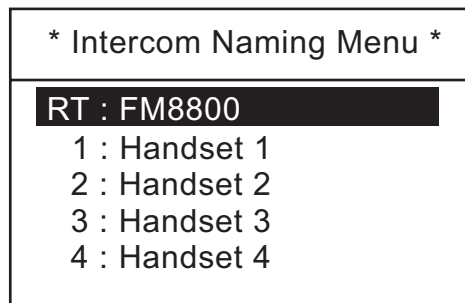 * Intercom Naming Menu *
RT : FM8800
1 : Handset 1
2 : Handset 2
3 : Handset 3
4 : Handset 4